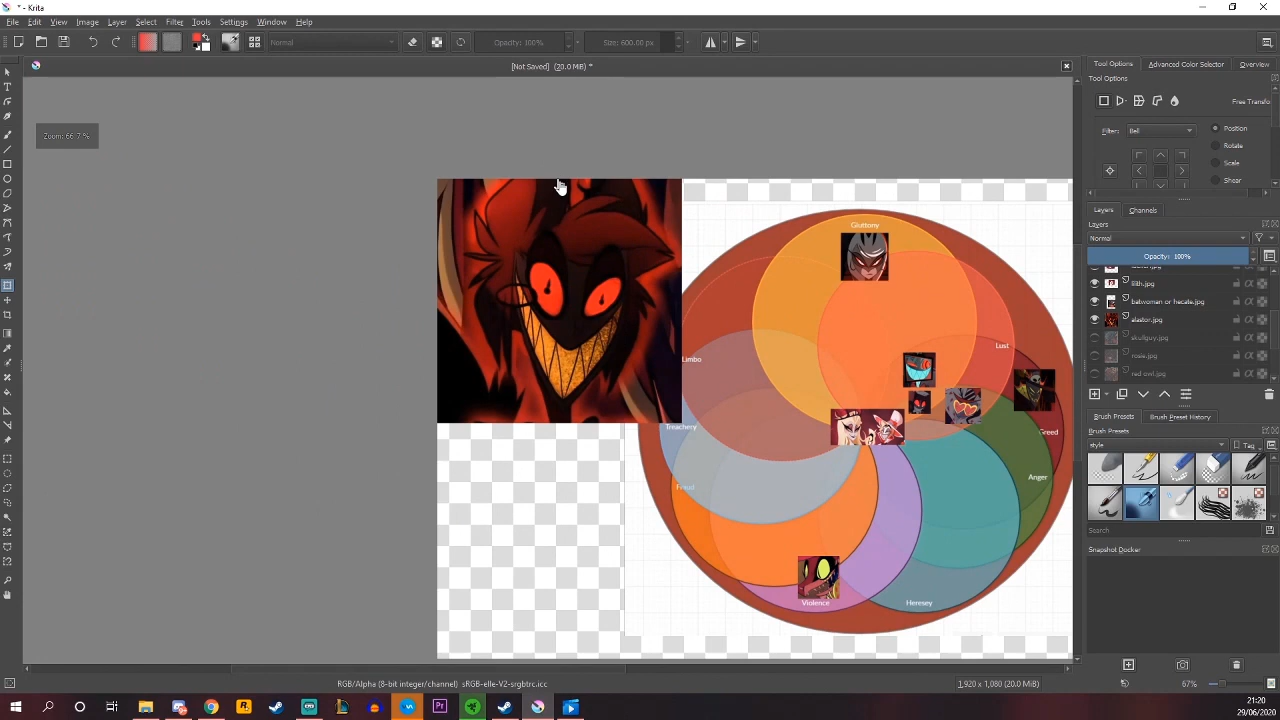 * - Krita
File Edit View Image Layer Select Filter Tools Settings Window Help
Normal
Opacity: 100%
Size: 600.00 px
[Not Saved] (20.0 MiB) *
Zoom: 66.7 %
Tool Options Advanced Color Selector Overview
Tool Options
Free Transfo
Filter: Bell
Position
Rotate
Scale
Shear
Layers Channels
Layers
Normal
Opacity: 100%
lilith.jpg
batwoman or hecate.jpg
alastor.jpg
skullguy.jpg
rosie.jpg
red owl.jpg
Brush Presets Brush Preset History
Brush Presets
style
Tag
Search
Snapshot Docker
Gluttony
Lust
Limbo
Treachery
Greed
Anger
Fraud
Violence
Heresey
RGB/Alpha (8-bit integer/channel) sRGB-elle-V2-srgbtrc.icc
1,920 x 1,080 (20.0 MiB)
67%
21:20
29/06/2020